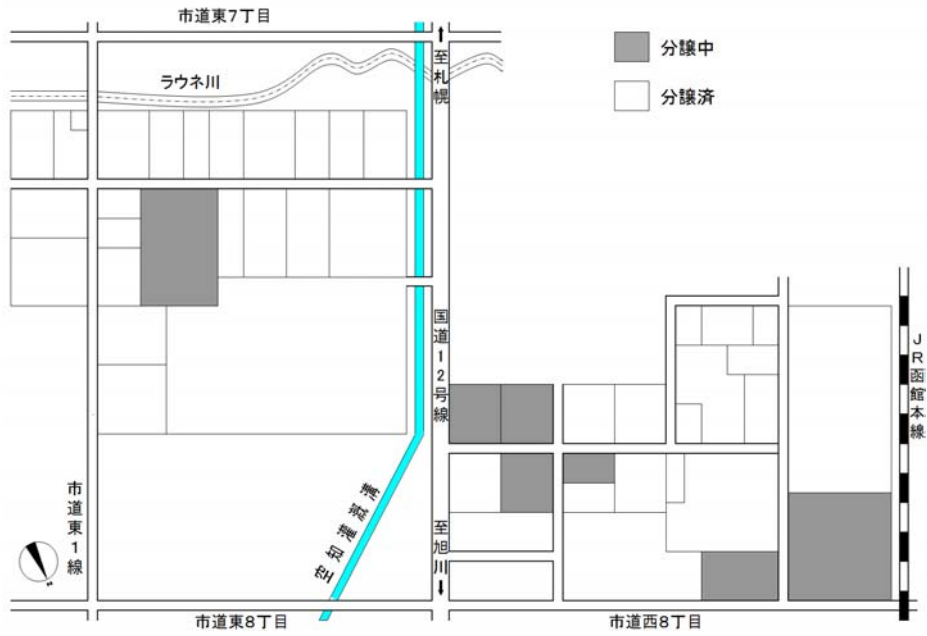 市道東7丁目
至札幌
分譲中
分譲済
ラウネ川
国道12号線
JR函館本線
市道東1線
空知灌漑溝
至旭川
N
市道東8丁目
市道西8丁目